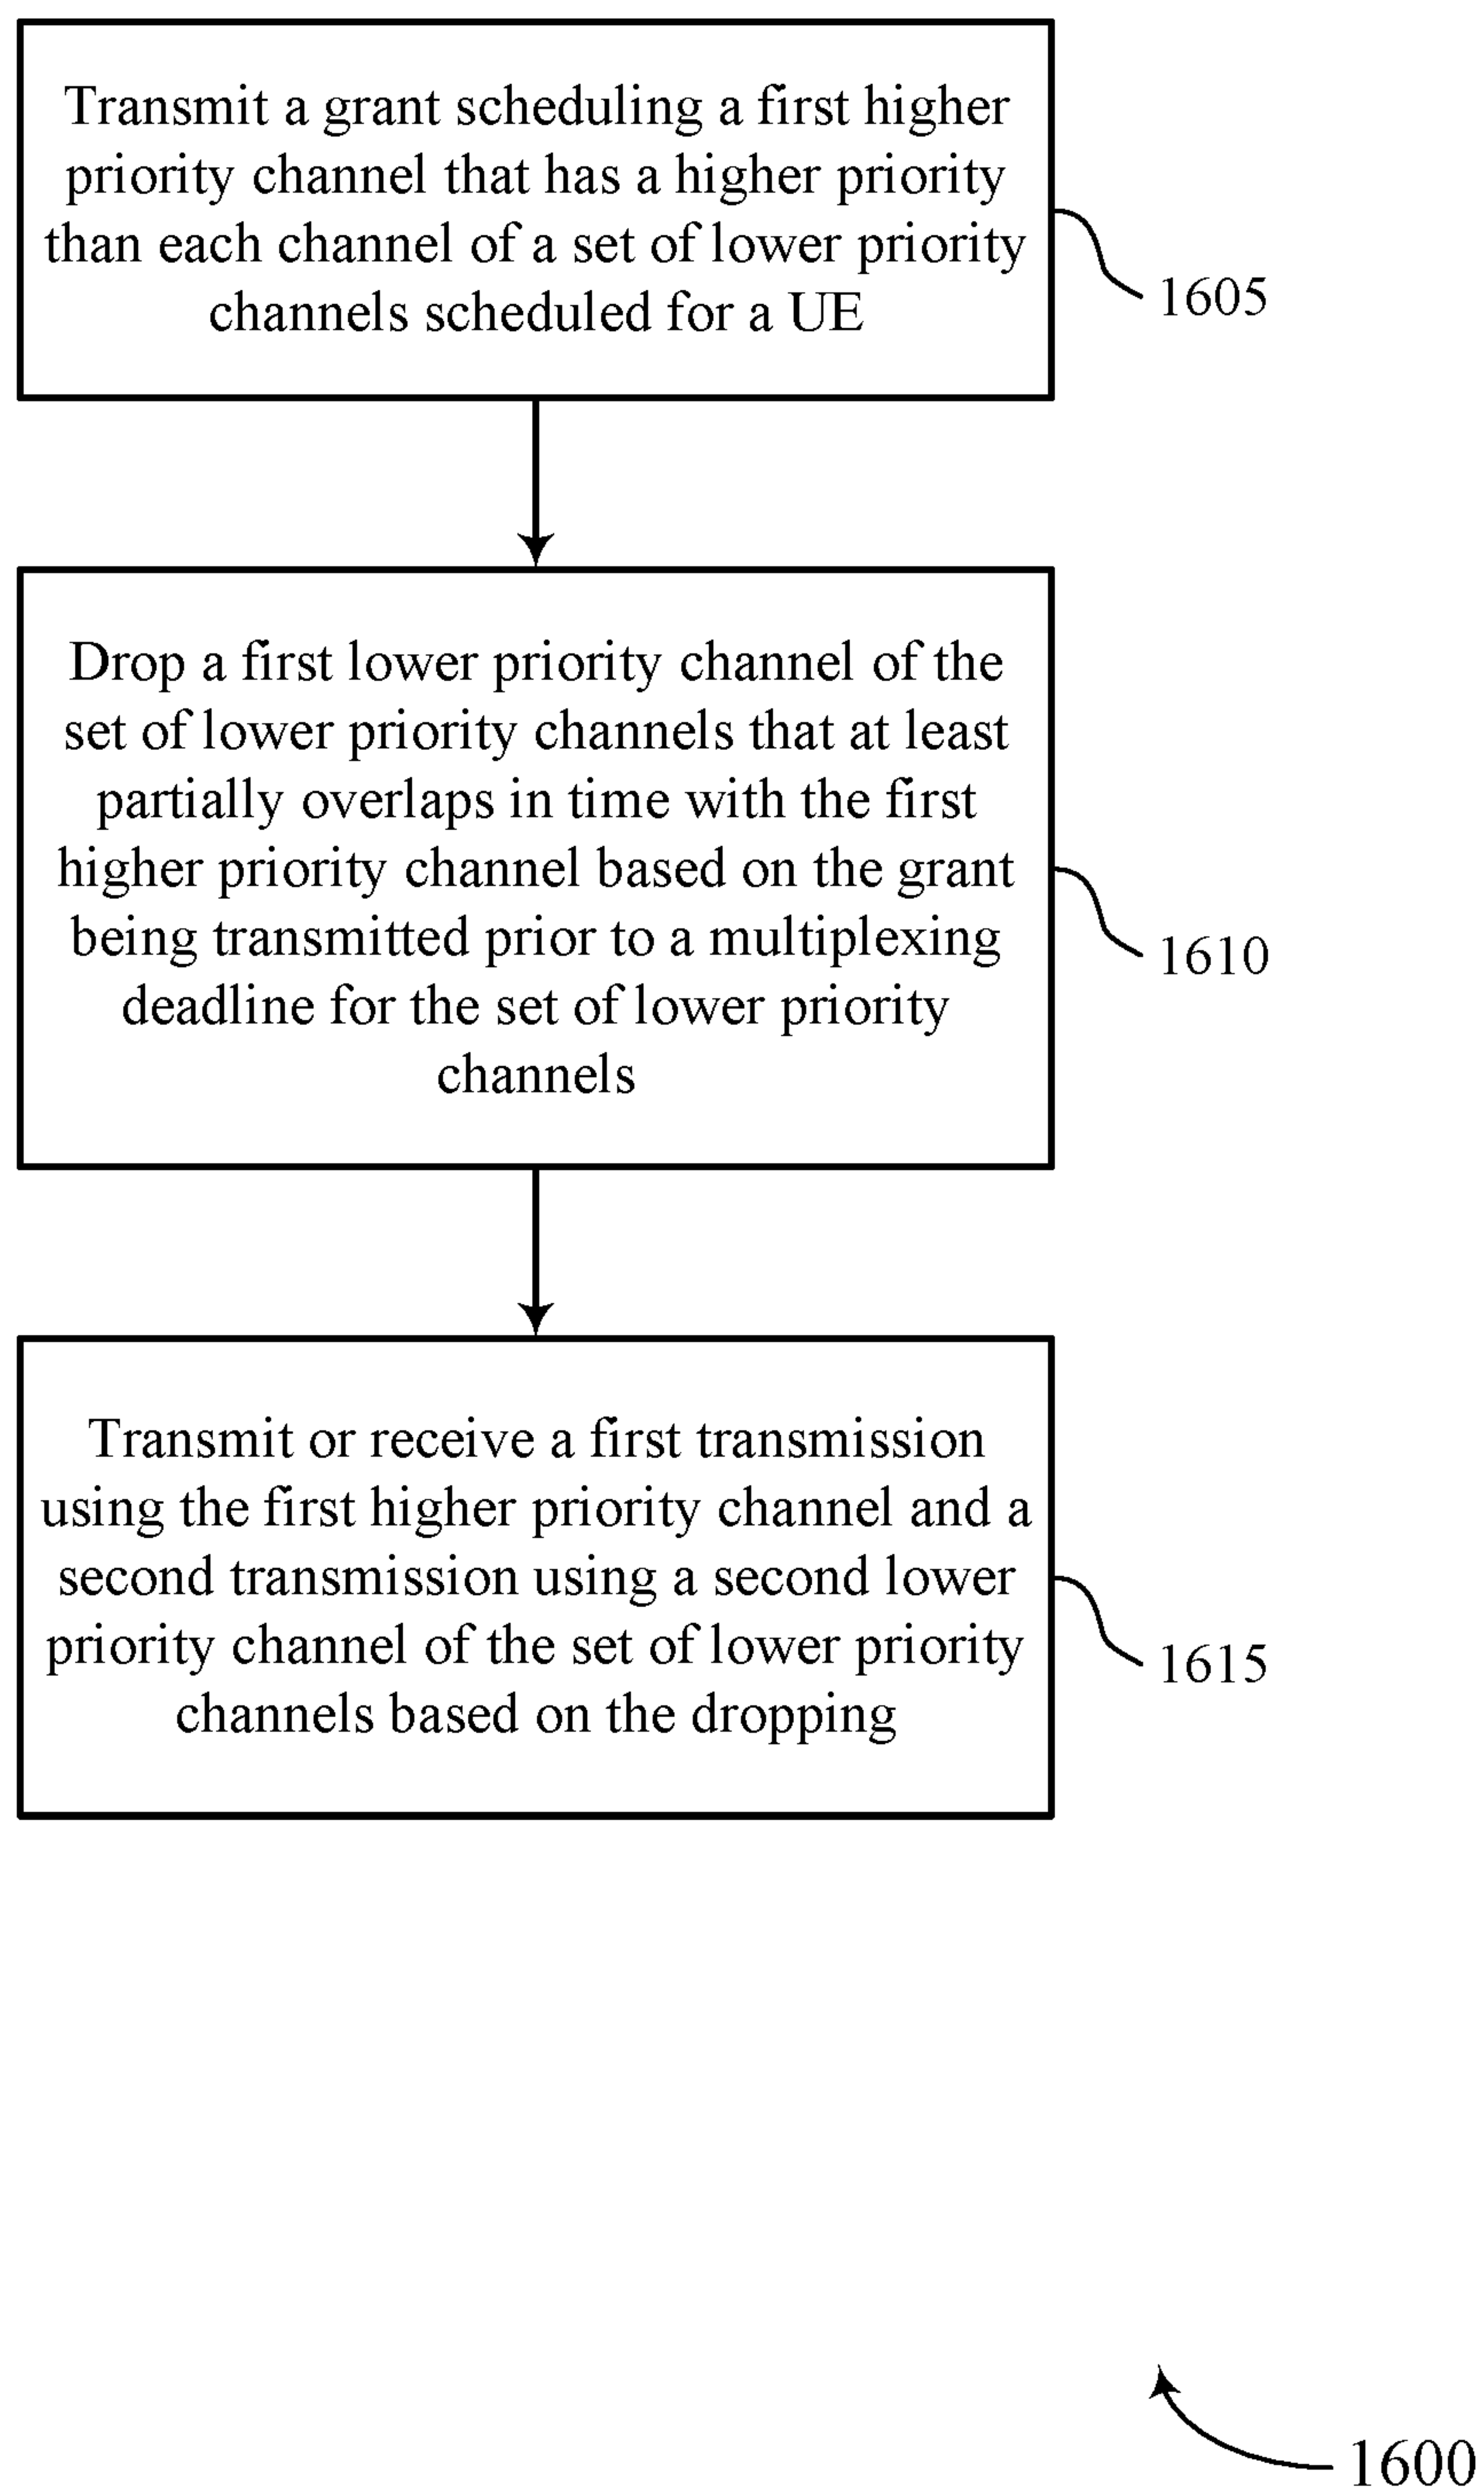 Transmit a grant scheduling a first higher
priority channel that has a higher priority
than each channel of a set of lower priority
channels scheduled for a UE
1605
Drop a first lower priority channel of the
set of lower priority channels that at least
partially overlaps in time with the first
higher priority channel based on the grant
being transmitted prior to a multiplexing
deadline for the set of lower priority
channels
1610
Transmit or receive a first transmission
using the first higher priority channel and a
second transmission using a second lower
priority channel of the set of lower priority
channels based on the dropping
1615
1600